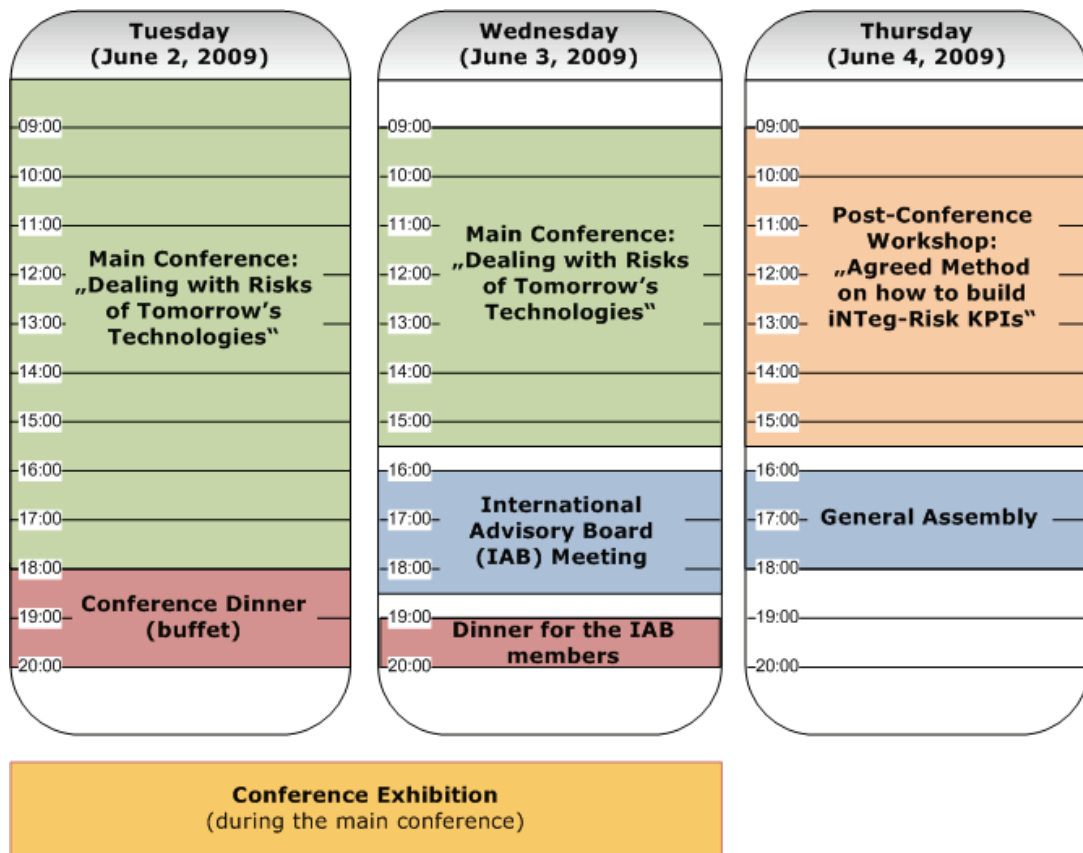 Tuesday
(June 2, 2009)
09:00
10:00
11:00
12:00
13:00
14:00
15:00
16:00
17:00
18:00
19:00
20:00
Main Conference:
„Dealing with Risks
of Tomorrow's
Technologies“
Conference Dinner
(buffet)
Wednesday
(June 3, 2009)
09:00
10:00
11:00
12:00
13:00
14:00
15:00
16:00
17:00
18:00
19:00
20:00
Main Conference:
„Dealing with Risks
of Tomorrow's
Technologies“
International
Advisory Board
(IAB) Meeting
Dinner for the IAB
members
Thursday
(June 4, 2009)
09:00
10:00
11:00
12:00
13:00
14:00
15:00
16:00
17:00
18:00
19:00
20:00
Post-Conference
Workshop:
„Agreed Method
on how to build
iNTeg-Risk KPIs“
General Assembly
Conference Exhibition
(during the main conference)